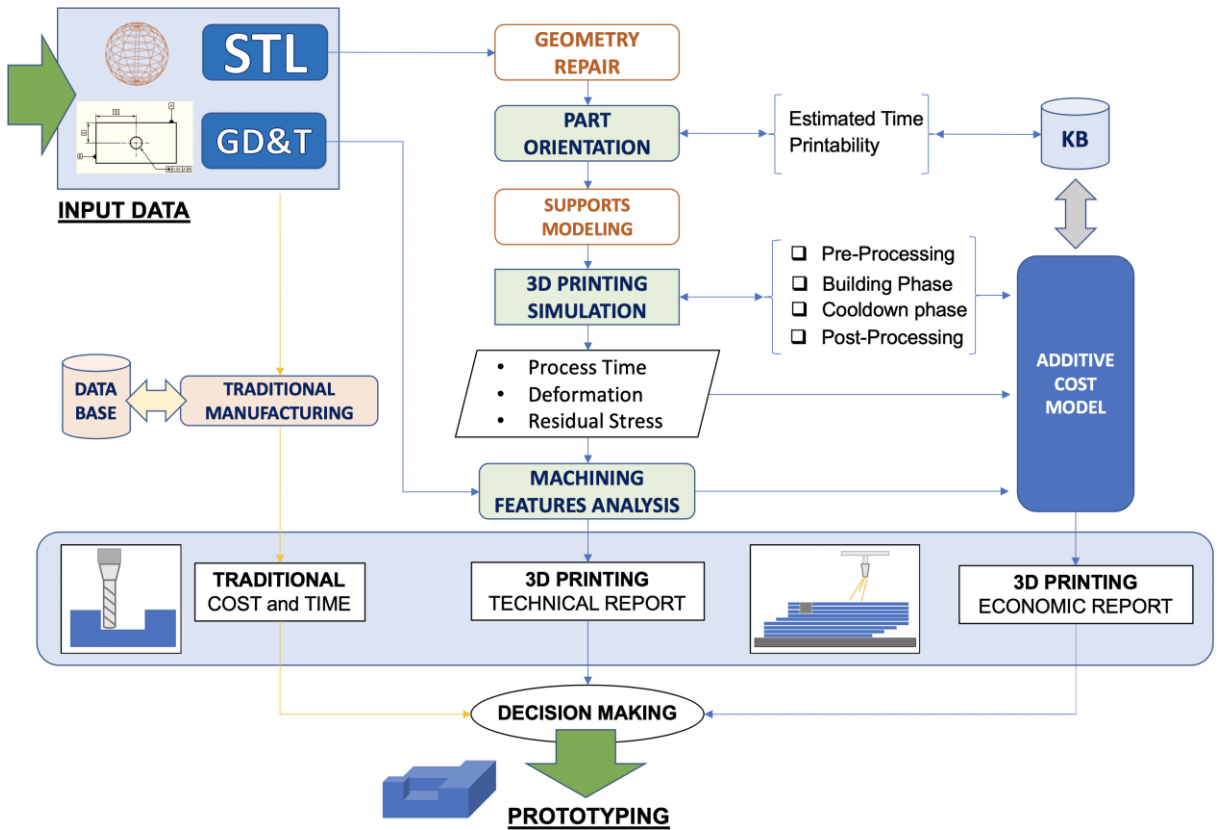 STL
GD&T
INPUT DATA
GEOMETRY
REPAIR
PART
ORIENTATION
Estimated Time
Printability
KB
SUPPORTS
MODELING
3D PRINTING
SIMULATION
Pre-Processing
Building Phase
Cooldown phase
Post-Processing
ADDITIVE
COST
MODEL
DATA
BASE
TRADITIONAL
MANUFACTURING
• Process Time
• Deformation
• Residual Stress
MACHINING
FEATURES ANALYSIS
TRADITIONAL
COST and TIME
3D PRINTING
TECHNICAL REPORT
3D PRINTING
ECONOMIC REPORT
DECISION MAKING
PROTOTYPING